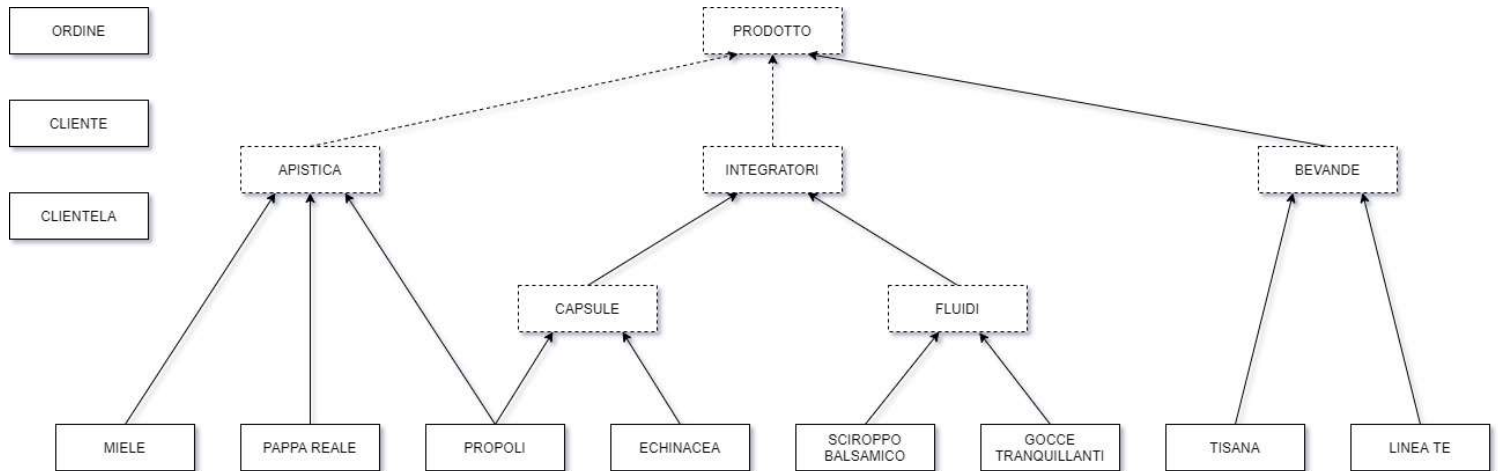 ORDINE
PRODOTTO
CLIENTE
APISTICA
INTEGRATORI
BEVANDE
CLIENTELA
CAPSULE
FLUIDI
MIELE
PAPPA REALE
PROPOLI
ECHINACEA
SCIROPPO
BALSAMICO
GOCCE
TRANQUILLANTI
TISANA
LINEA TE